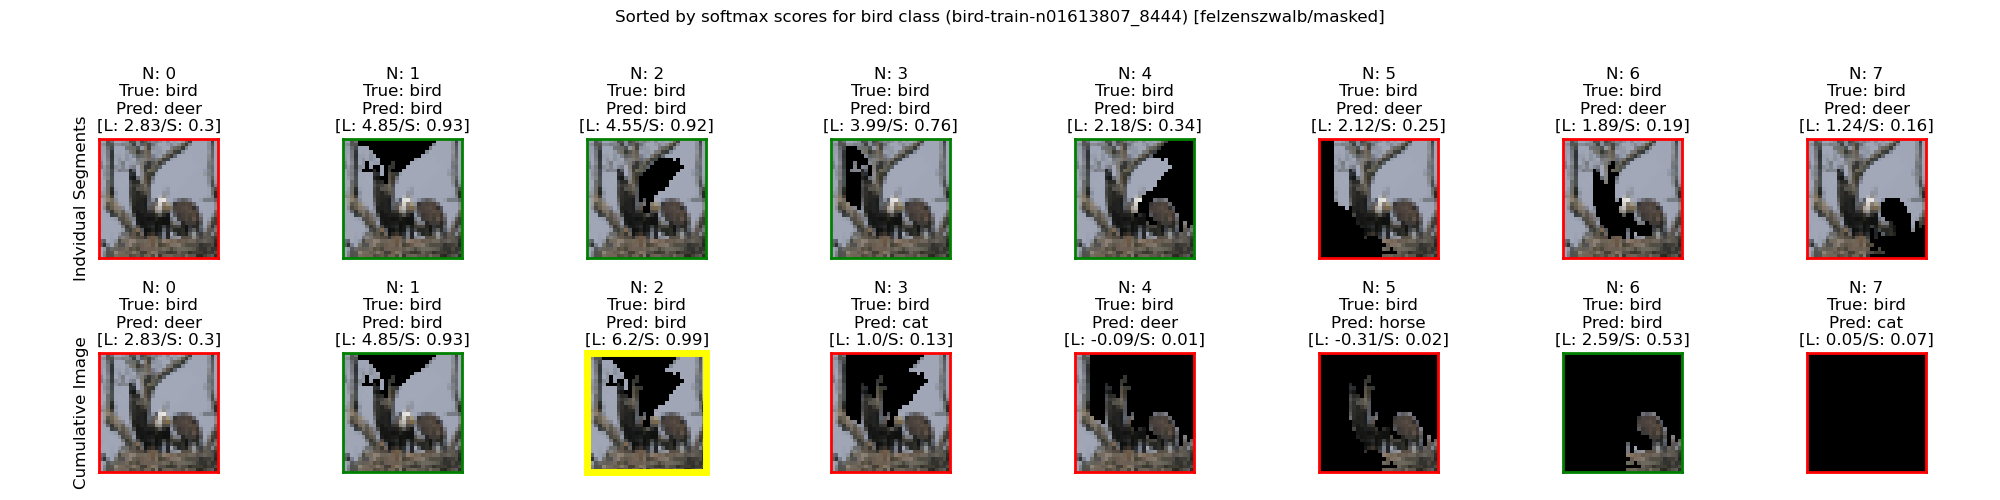 Sorted by softmax scores for bird class (bird-train-n01613807_8444) [felzenszwalb/masked]
Indvidual Segments
N: 0
True: bird
Pred: deer
[L: 2.83/S: 0.3]
N: 1
True: bird
Pred: bird
[L: 4.85/S: 0.93]
N: 2
True: bird
Pred: bird
[L: 4.55/S: 0.92]
N: 3
True: bird
Pred: bird
[L: 3.99/S: 0.76]
N: 4
True: bird
Pred: bird
[L: 2.18/S: 0.34]
N: 5
True: bird
Pred: deer
[L: 2.12/S: 0.25]
N: 6
True: bird
Pred: deer
[L: 1.89/S: 0.19]
N: 7
True: bird
Pred: deer
[L: 1.24/S: 0.16]
Cumulative Image
N: 0
True: bird
Pred: deer
[L: 2.83/S: 0.3]
N: 1
True: bird
Pred: bird
[L: 4.85/S: 0.93]
N: 2
True: bird
Pred: bird
[L: 6.2/S: 0.99]
N: 3
True: bird
Pred: cat
[L: 1.0/S: 0.13]
N: 4
True: bird
Pred: deer
[L: -0.09/S: 0.01]
N: 5
True: bird
Pred: horse
[L: -0.31/S: 0.02]
N: 6
True: bird
Pred: bird
[L: 2.59/S: 0.53]
N: 7
True: bird
Pred: cat
[L: 0.05/S: 0.07]